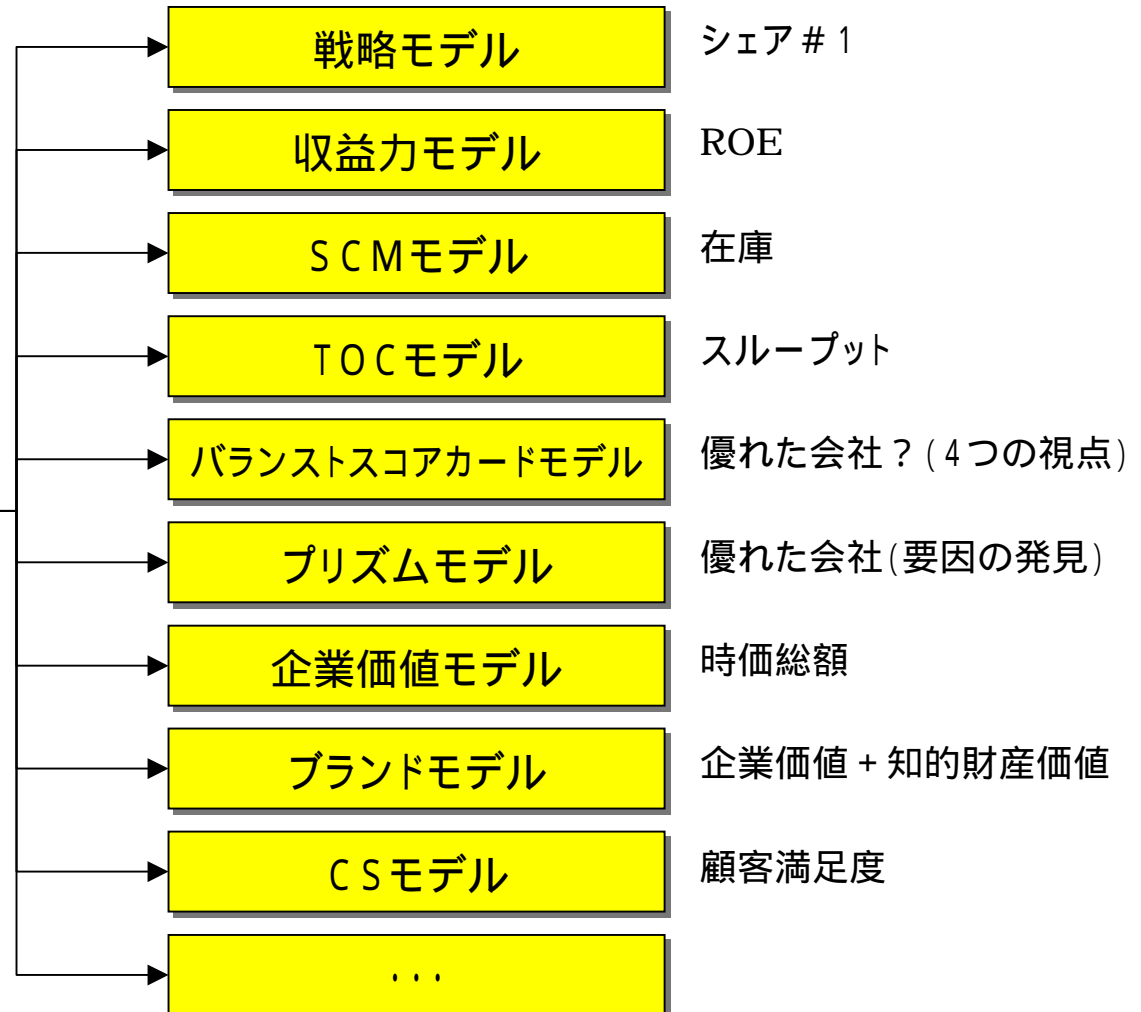 戦略モデル シェア＃1
収益力モデル ROE
SCMモデル 在庫
TOCモデル スループット
バランストスコアカードモデル 優れた会社？(4つの視点)
プリズムモデル 優れた会社(要因の発見)
企業価値モデル 時価総額
ブランドモデル 企業価値＋知的財産価値
CSモデル 顧客満足度
・・・